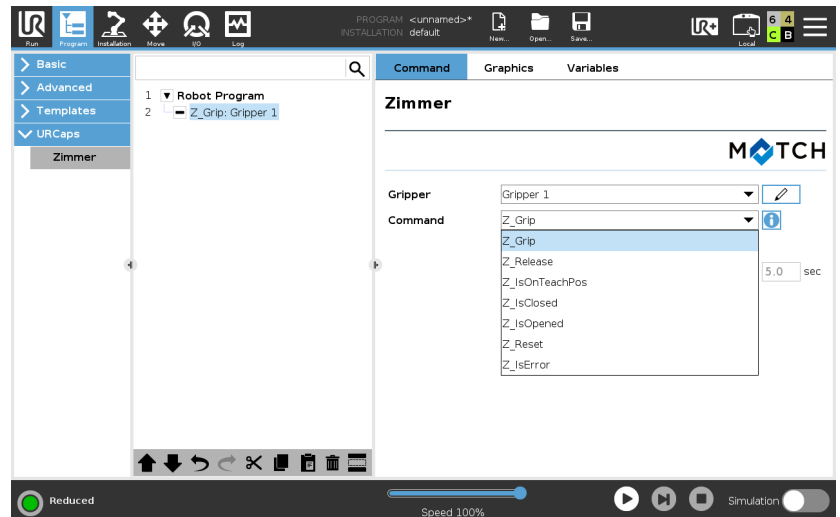 UR
PROGRAM <unnamed>*
INSTALLATION default
Run Program Installation Move I/O Log
New... Open... Save...
UR+
Local
6 4
C B
Basic
Advanced
Templates
URCaps
Zimmer
1 Robot Program
2 Z_Grip: Gripper 1
Command Graphics Variables
Zimmer
MATCH
Gripper Gripper 1
Command Z_Grip
Z_Grip
Z_Release
Z_IsOnTeachPos
Z_IsClosed
Z_IsOpened
Z_Reset
Z_IsError
5.0 sec
Reduced
Speed 100%
Simulation